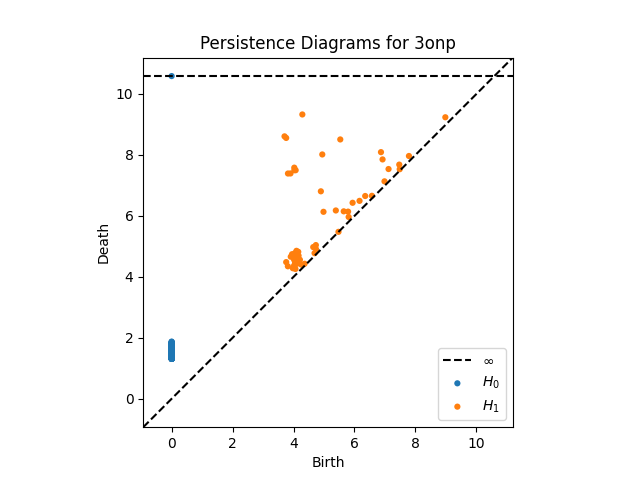 Persistence Diagrams for 3onp
Death
10
8
6
4
2
0
0 2 4 6 8 10
Birth
∞
H₀
H₁